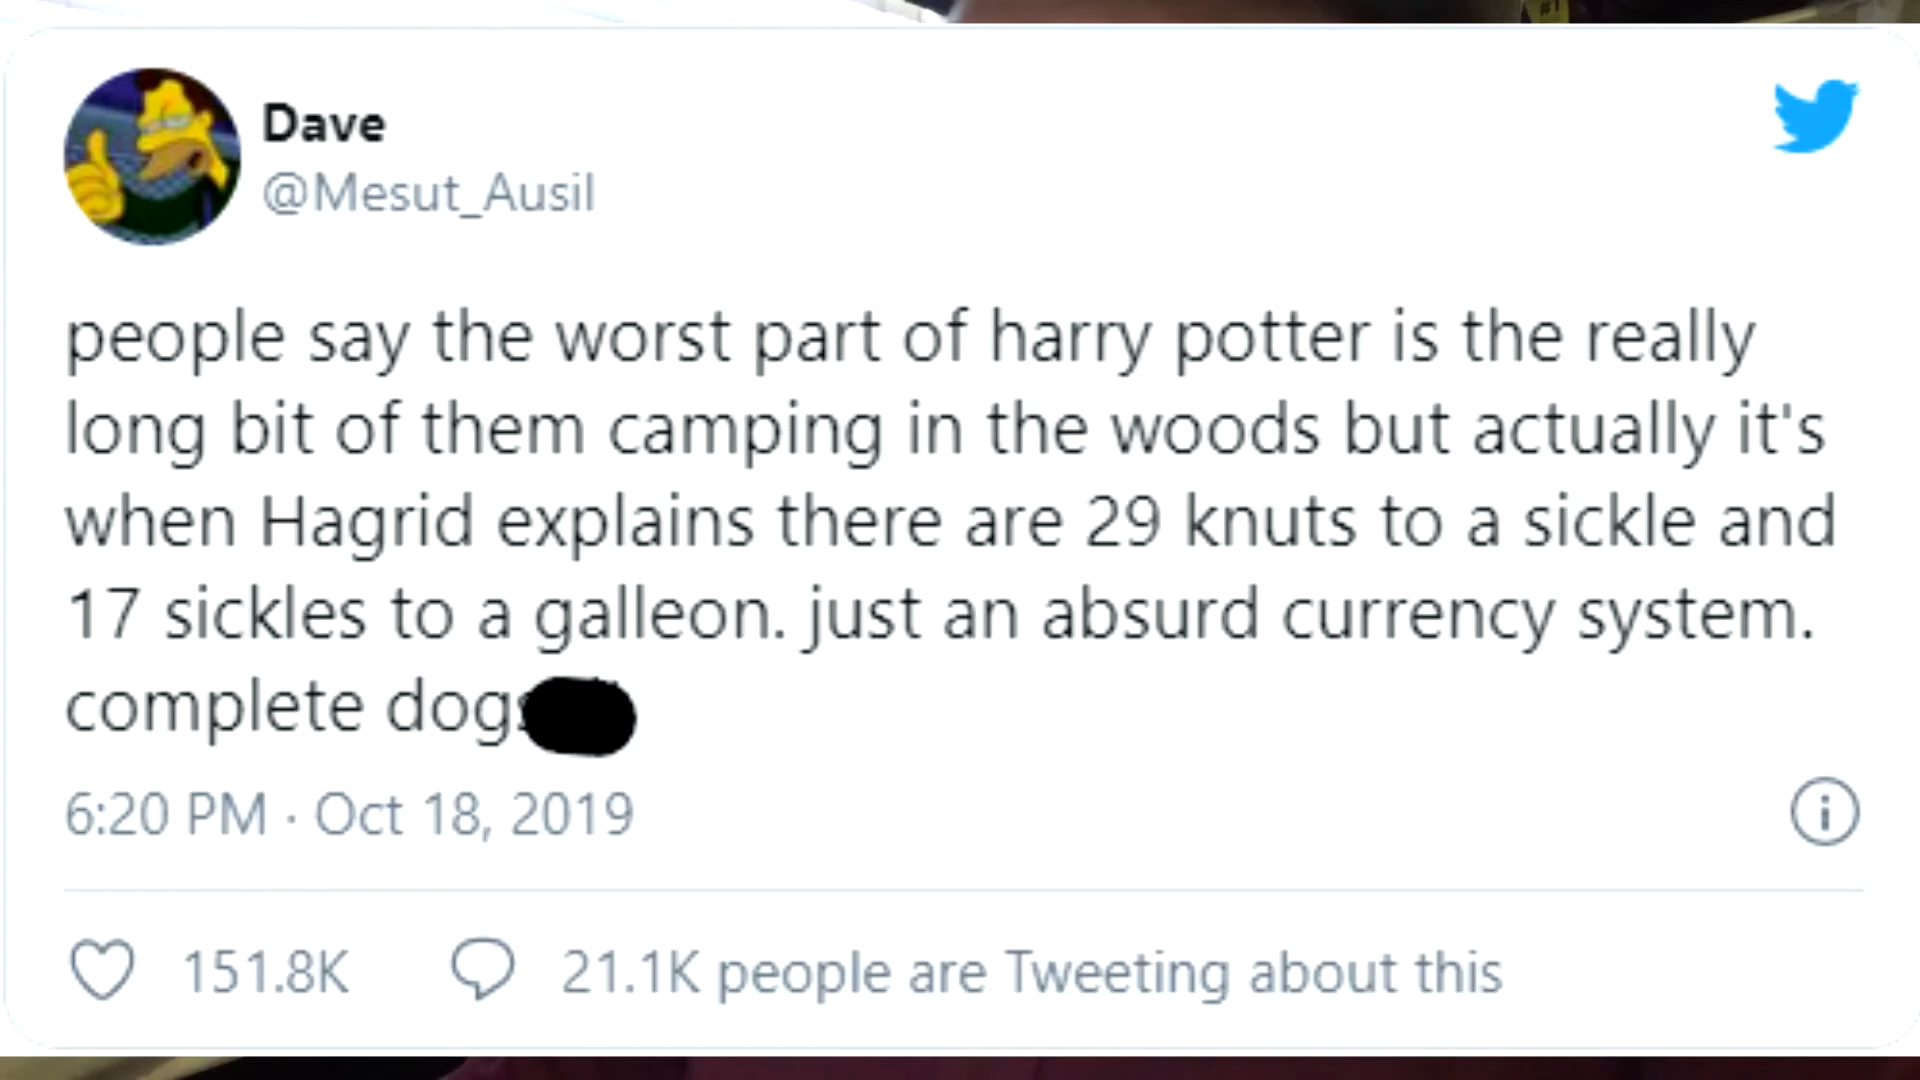 #1
Dave
@Mesut_Ausil
people say the worst part of harry potter is the really
long bit of them camping in the woods but actually it's
when Hagrid explains there are 29 knuts to a sickle and
17 sickles to a galleon. just an absurd currency system.
complete dogs
6:20 PM · Oct 18, 2019
151.8K
21.1K people are Tweeting about this